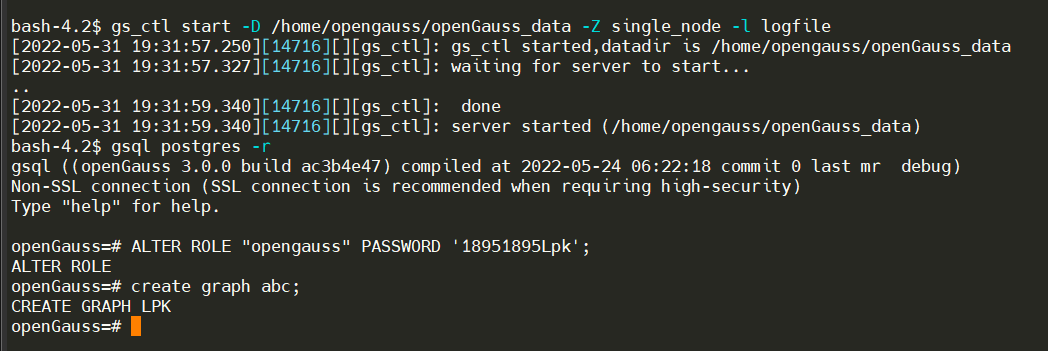 bash-4.2$ gs_ctl start -D /home/opengauss/openGauss_data -Z single_node -l logfile
[2022-05-31 19:31:57.250][14716][][gs_ctl]: gs_ctl started,datadir is /home/opengauss/openGauss_data
[2022-05-31 19:31:57.327][14716][][gs_ctl]: waiting for server to start...
..
[2022-05-31 19:31:59.340][14716][][gs_ctl]:  done
[2022-05-31 19:31:59.340][14716][][gs_ctl]: server started (/home/opengauss/openGauss_data)
bash-4.2$ gsql postgres -r
gsql ((openGauss 3.0.0 build ac3b4e47) compiled at 2022-05-24 06:22:18 commit 0 last mr  debug)
Non-SSL connection (SSL connection is recommended when requiring high-security)
Type "help" for help.
openGauss=# ALTER ROLE "opengauss" PASSWORD '18951895Lpk';
ALTER ROLE
openGauss=# create graph abc;
CREATE GRAPH LPK
openGauss=#